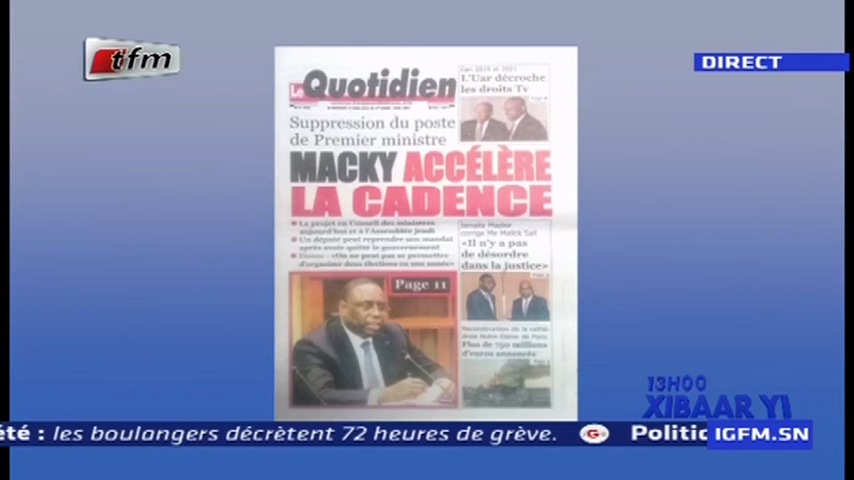 tfm
DIRECT
Le Quotidien
Can 2019 et 2021
L'Uar décroche
les droits Tv
Page 8
Suppression du poste
de Premier ministre
MACKY ACCÉLÈRE
LA CADENCE
Le projet en Conseil des ministres
aujourd'hui et à l'Assemblée jeudi
Un député peut reprendre son mandat
après avoir quitté le gouvernement
«On ne peut pas se permettre
d'organiser deux élections en une année»
Ismaïla Madior
corrige Me Malick Sall
«Il n'y a pas
de désordre
dans la justice»
Page 11
Reconstruction de la cathé-
drale Notre-Dame de Paris
Plus de 750 millions
d'euros annoncés
13H00
XIBAAR YI
été : les boulangers décrètent 72 heures de grève. Politic
IGFM.SN